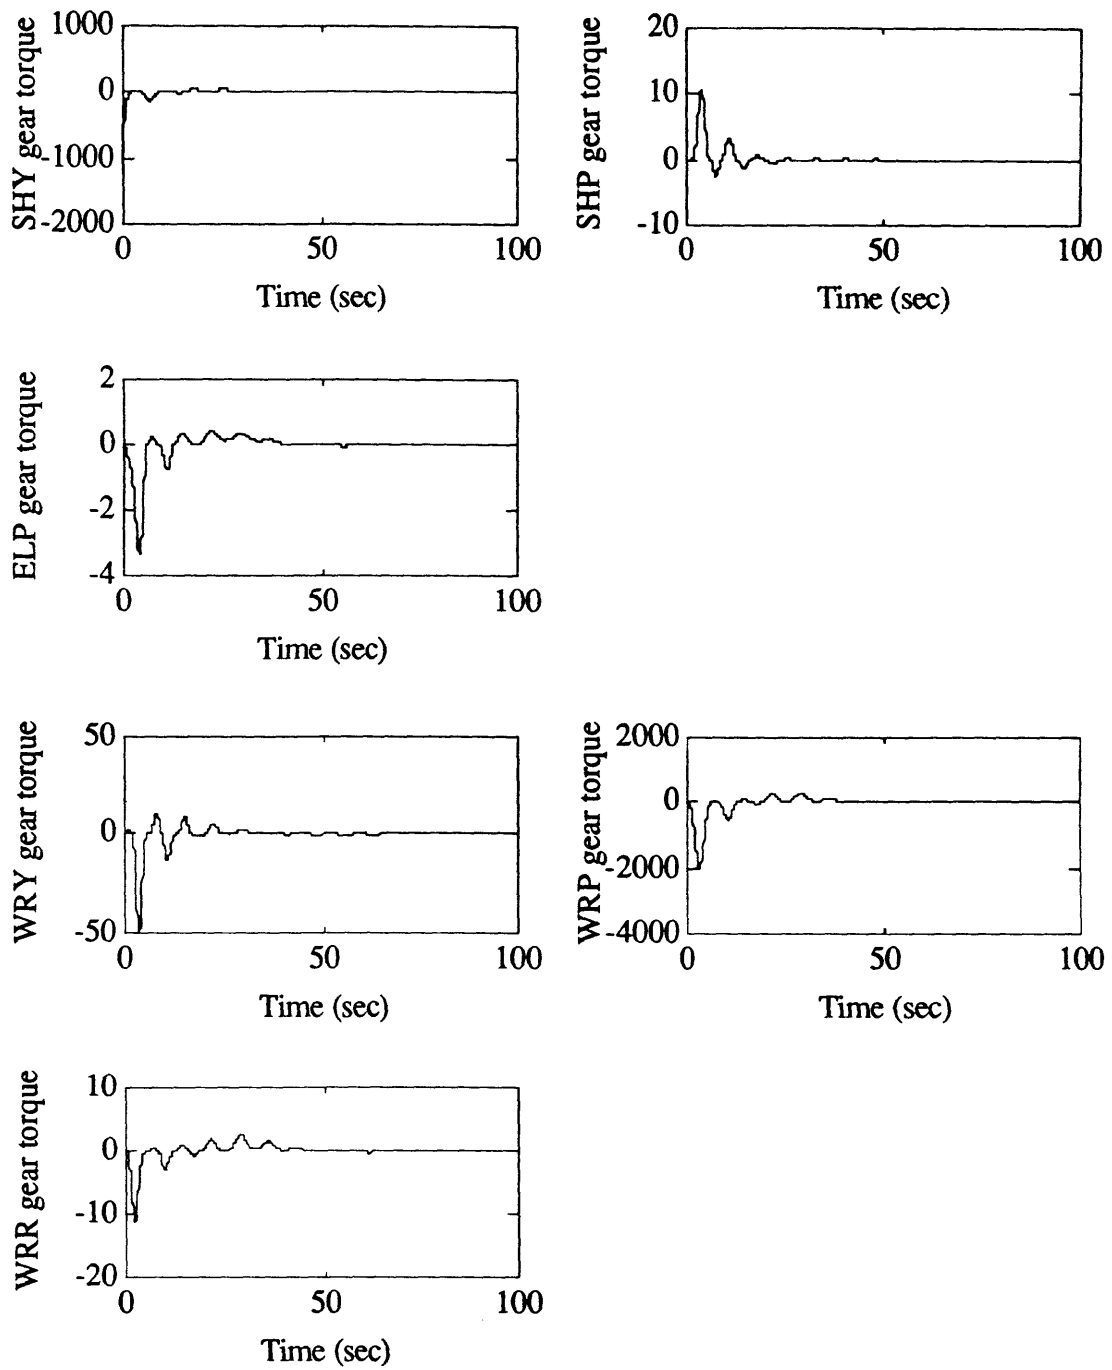 SHY gear torque
1000
0
-1000
-2000
0 50 100
Time (sec)
SHP gear torque
20
10
0
-10
0 50 100
Time (sec)
ELP gear torque
2
0
-2
-4
0 50 100
Time (sec)
WRY gear torque
50
0
-50
0 50 100
Time (sec)
WRP gear torque
2000
0
-2000
-4000
0 50 100
Time (sec)
WRR gear torque
10
0
-10
-20
0 50 100
Time (sec)